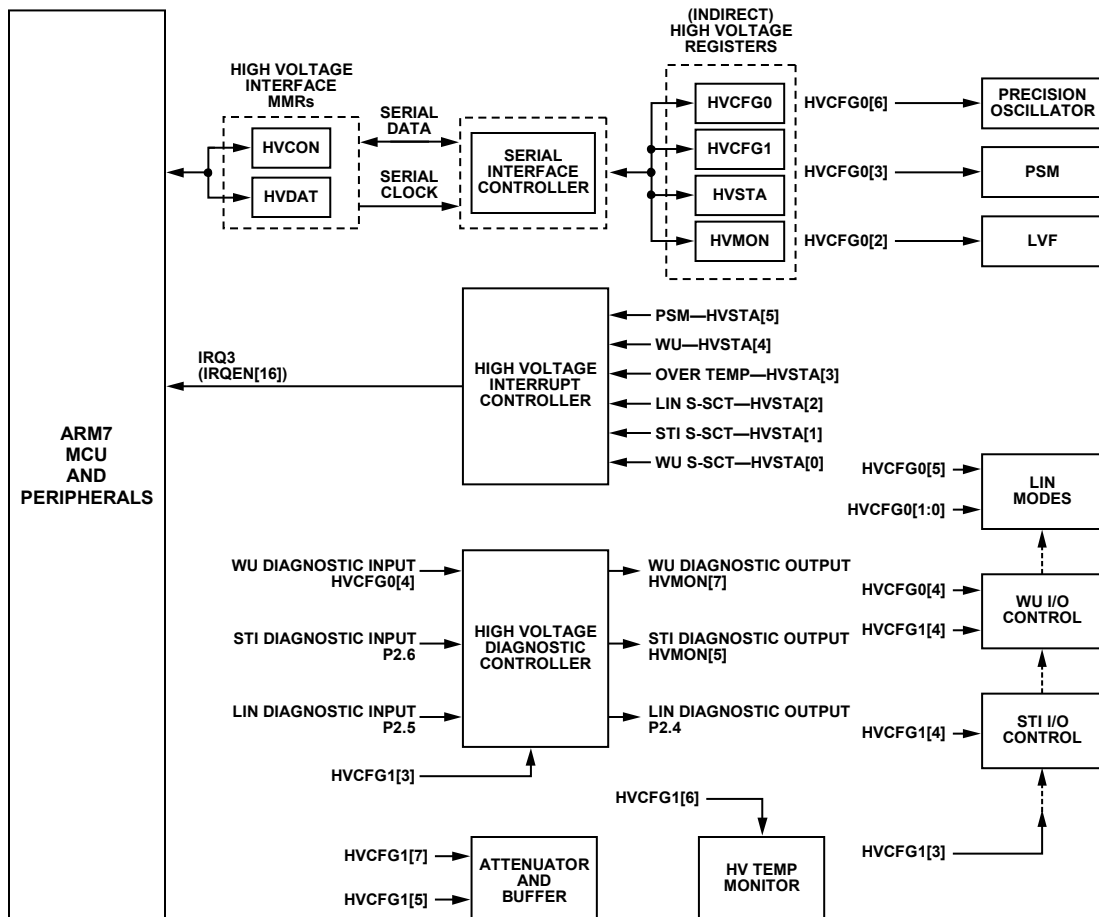 (INDIRECT)
HIGH VOLTAGE
REGISTERS
HIGH VOLTAGE
INTERFACE
MMRs
HVCON
HVDAT
SERIAL
DATA
SERIAL
CLOCK
SERIAL
INTERFACE
CONTROLLER
HVCFG0
HVCFG1
HVSTA
HVMON
HVCFG0[6]
PRECISION
OSCILLATOR
HVCFG0[3]
PSM
HVCFG0[2]
LVF
ARM7
MCU
AND
PERIPHERALS
IRQ3
(IRQEN[16])
HIGH VOLTAGE
INTERRUPT
CONTROLLER
PSM—HVSTA[5]
WU—HVSTA[4]
OVER TEMP—HVSTA[3]
LIN S-SCT—HVSTA[2]
STI S-SCT—HVSTA[1]
WU S-SCT—HVSTA[0]
HVCFG0[5]
HVCFG0[1:0]
LIN
MODES
WU DIAGNOSTIC INPUT
HVCFG0[4]
STI DIAGNOSTIC INPUT
P2.6
LIN DIAGNOSTIC INPUT
P2.5
HVCFG1[3]
HIGH VOLTAGE
DIAGNOSTIC
CONTROLLER
WU DIAGNOSTIC OUTPUT
HVMON[7]
STI DIAGNOSTIC OUTPUT
HVMON[5]
LIN DIAGNOSTIC OUTPUT
P2.4
HVCFG0[4]
HVCFG1[4]
WU I/O
CONTROL
HVCFG1[4]
STI I/O
CONTROL
HVCFG1[3]
HVCFG1[7]
HVCFG1[5]
ATTENUATOR
AND
BUFFER
HVCFG1[6]
HV TEMP
MONITOR